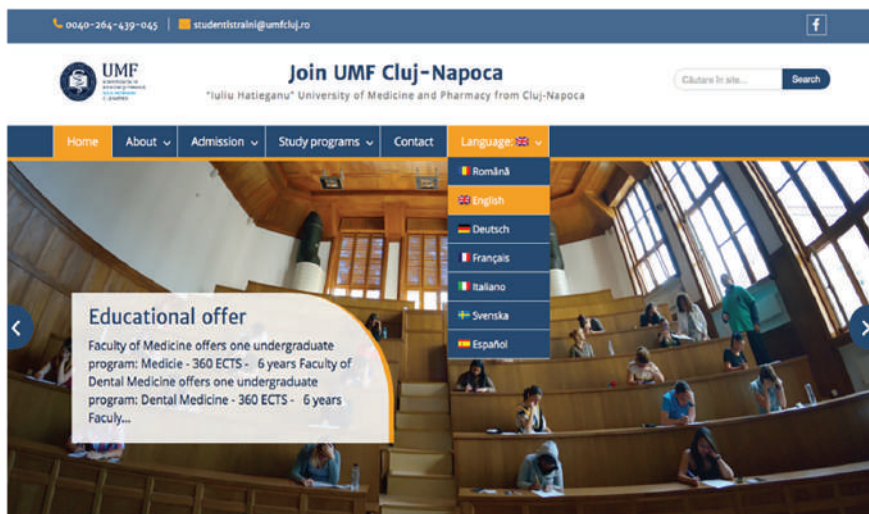 0040-264-439-045
studentistraini@umfcluj.ro
f
UMF
Join UMF Cluj-Napoca
"Iuliu Hatieganu" University of Medicine and Pharmacy from Cluj-Napoca
Căutare în site...
Search
Home
About
Admission
Study programs
Contact
Language:
Română
English
Deutsch
Français
Italiano
Svenska
Español
Educational offer
Faculty of Medicine offers one undergraduate
program: Medicie - 360 ECTS - 6 years Faculty of
Dental Medicine offers one undergraduate
program: Dental Medicine - 360 ECTS - 6 years
Faculy...